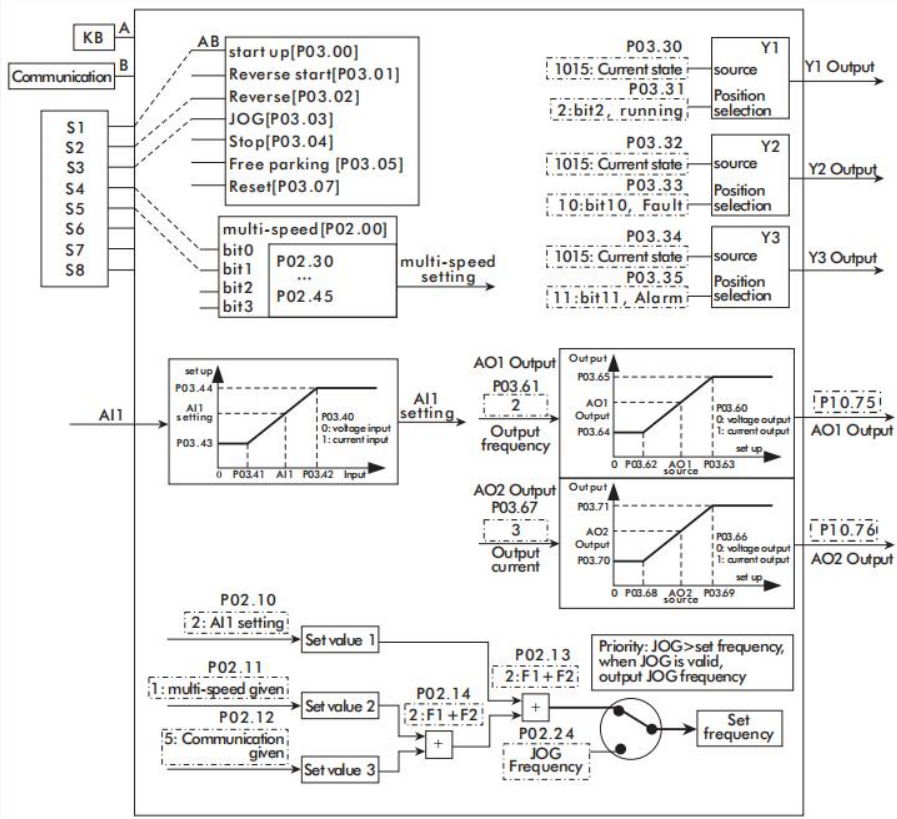 KB
A
Communication
B
S1
S2
S3
S4
S5
S6
S7
S8
AB
start up[P03.00]
Reverse start[P03.01]
Reverse[P03.02]
JOG[P03.03]
Stop[P03.04]
Free parking [P03.05]
Reset[P03.07]
multi-speed[P02.00]
bit0
bit1
bit2
bit3
P02.30
...
P02.45
multi-speed
setting
P03.30
1015: Current state
P03.31
2:bit2, running
Y1
source
Position
selection
Y1 Output
P03.32
1015: Current state
P03.33
10:bit10, Fault
Y2
source
Position
selection
Y2 Output
P03.34
1015: Current state
P03.35
11:bit11, Alarm
Y3
source
Position
selection
Y3 Output
AI1
set up
P03.44
AI1
setting
P03.43
P03.40
0: voltage input
1: current input
0
P03.41
AI1
P03.42
Input
AI1
setting
AO1 Output
P03.61
2
Output
frequency
Output
P03.65
AO1
Output
P03.64
P03.60
0: voltage output
1: current output
set up
0
P03.62
AO1
source
P03.63
P10.75
AO1 Output
AO2 Output
P03.67
3
Output
current
Output
P03.71
AO2
Output
P03.70
P03.66
0: voltage output
1: current output
set up
0
P03.68
AO2
source
P03.69
P10.76
AO2 Output
P02.10
2: AI1 setting
Set value 1
P02.11
1: multi-speed given
Set value 2
P02.12
5: Communication
given
Set value 3
P02.14
2:F1+F2
+
P02.13
2:F1+F2
+
P02.24
JOG
Frequency
Priority: JOG>set frequency,
when JOG is valid,
output JOG frequency
Set
frequency